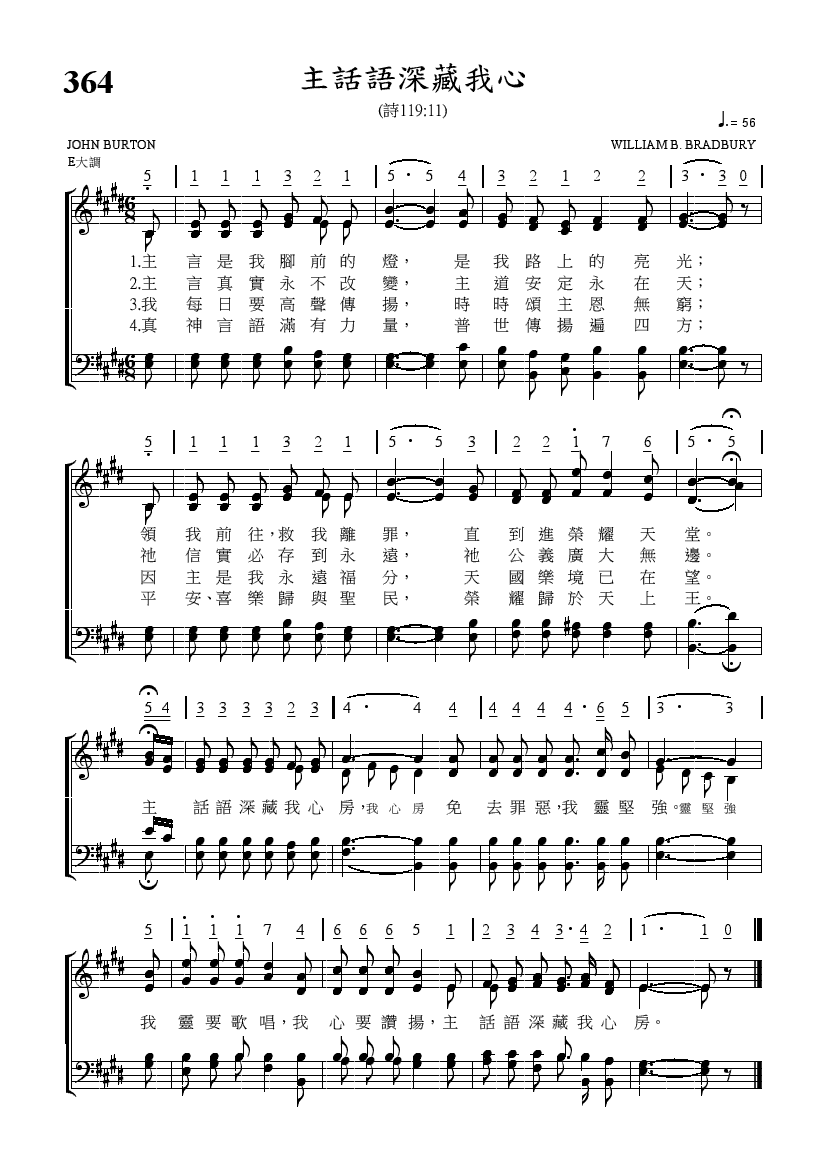 364
主話語深藏我心
(詩119:11)
♩. = 56
JOHN BURTON
WILLIAM B. BRADBURY
E大調
5 1 1 1 3 2 1 5 · 5 4 3 2 1 2 2 3 · 3 0
1.主 言是我腳前的燈， 是我路上的亮光；
2.主 言真實永不改變， 主道安定永在天；
3.我 每日要高聲傳揚， 時時頌主恩無窮；
4.真 神言語滿有力量， 普世傳揚遍四方；
5 1 1 1 3 2 1 5 · 5 3 2 2 1 7 6 5 · 5
領 我前往，救我離罪， 直到進榮耀天堂。
祂 信實必存到永遠， 祂公義廣大無邊。
因 主是我永遠福分， 天國樂境已在望。
平 安、喜樂歸與聖民， 榮耀歸於天上王。
5 4 3 3 3 3 2 3 4 · 4 4 4 4 4 4 · 6 5 3 · 3
主 話語深藏我心房，我心房 免 去罪惡，我靈堅強。靈堅強
5 1 1 1 7 4 6 6 6 5 1 2 3 4 3 · 4 2 1 · 1 0
我 靈要歌唱，我 心要讚揚，主 話語深藏我心房。